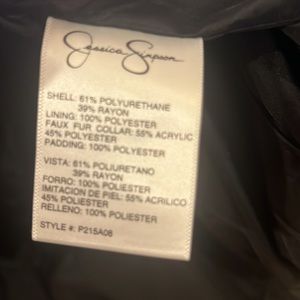 Jessica Simpson
SHELL: 61% POLYURETHANE
39% RAYON
LINING: 100% POLYESTER
FAUX FUR COLLAR: 55% ACRYLIC
45% POLYESTER
PADDING: 100% POLYESTER
VISTA: 61% POLIURETANO
39% RAYON
FORRO: 100% POLIESTER
IMITACION DE PIEL: 55% ACRILICO
45% POLIESTER
RELLENO: 100% POLIESTER
STYLE #: P215A08